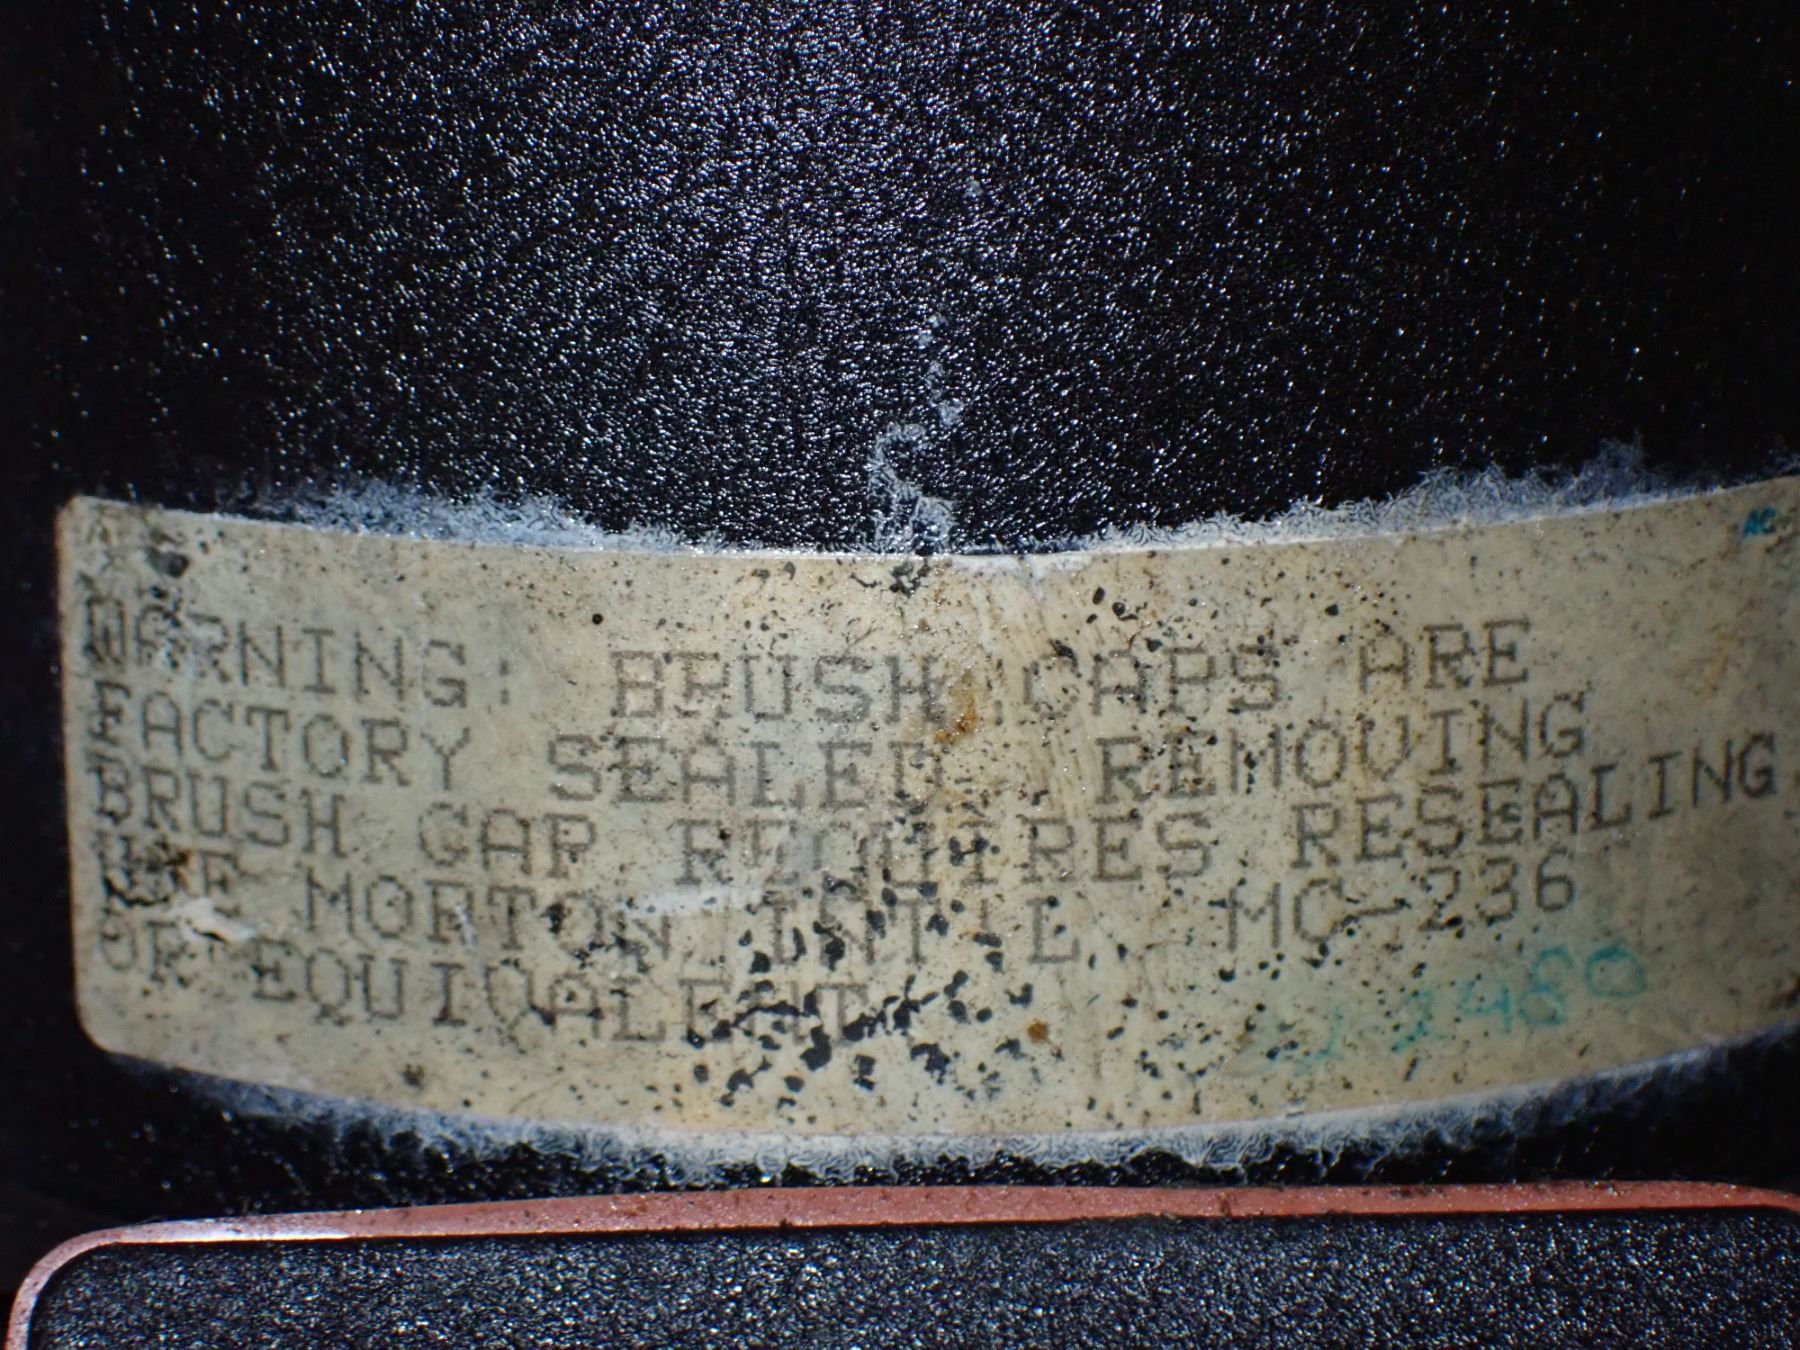 WARNING: BRUSH CAPS ARE
FACTORY SEALED. REMOVING
BRUSH CAP REQUIRES RESEALING
USE MORTON INT'L MC-236
OR EQUIVALENT